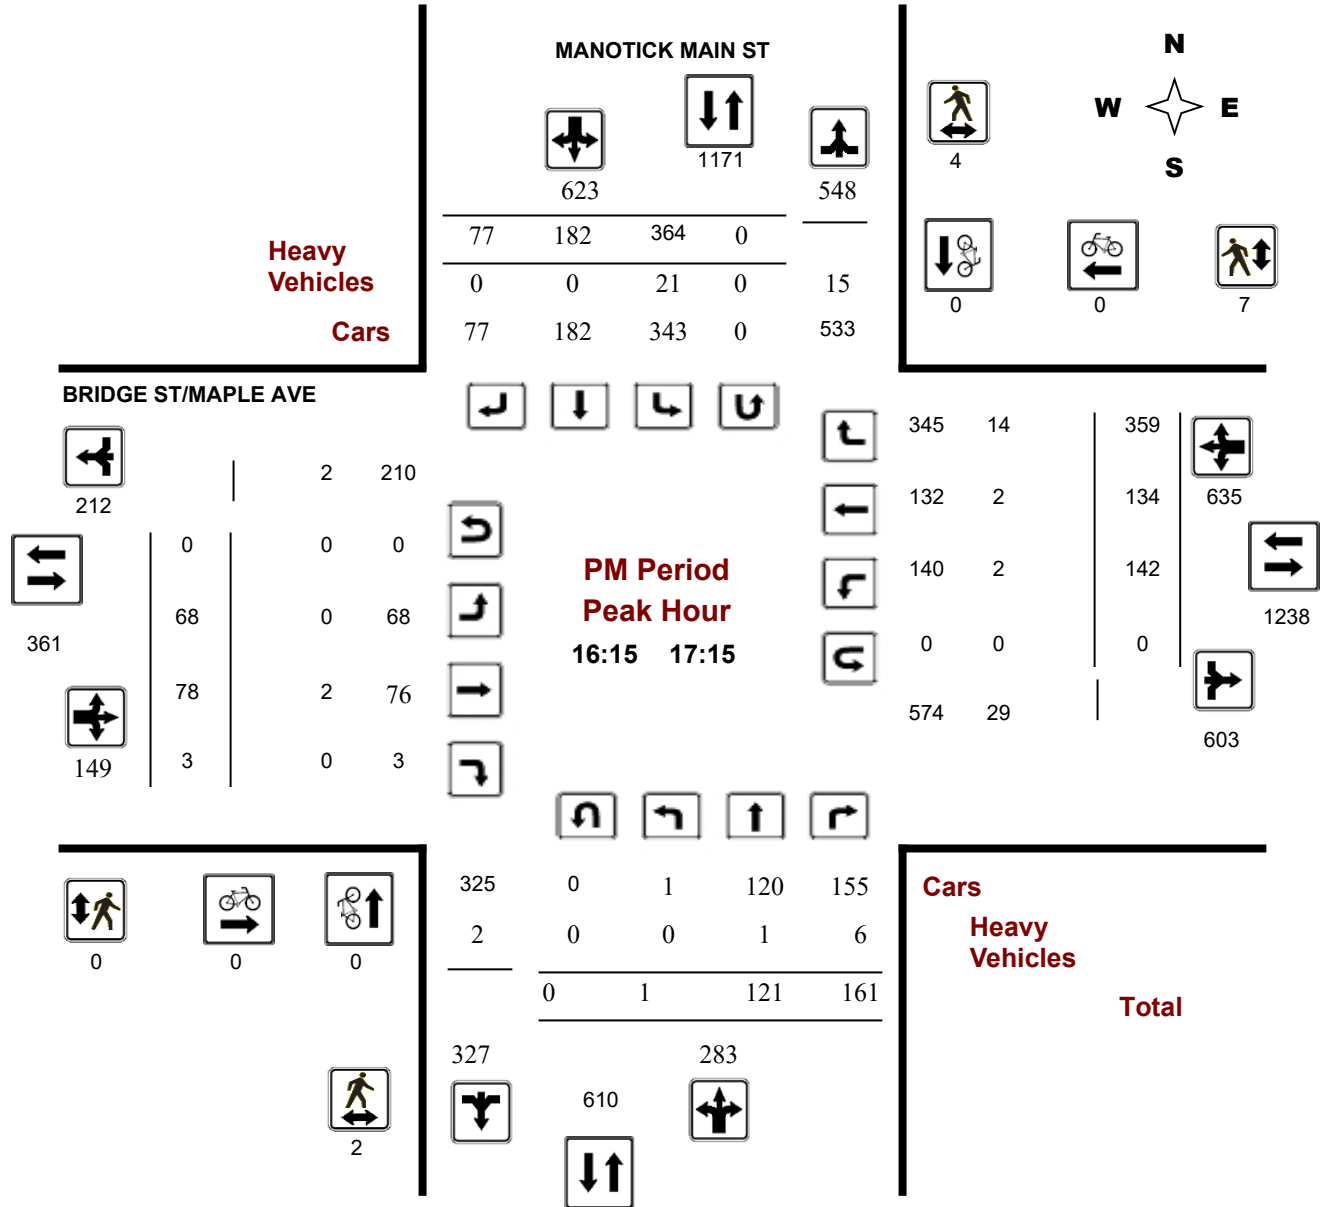 MANOTICK MAIN ST
N
W E
S
1171
4
623 548
77 182 364 0
Heavy
Vehicles
0 0 21 0 15
0 0 7
Cars
77 182 343 0 533
BRIDGE ST/MAPLE AVE
345 14 359
2 210
212
132 2 134 635
0 0 0
PM Period
140 2 142
Peak Hour
68 0 68
1238
361
16:15 17:15
0 0 0
78 2 76
574 29
603
149 3 0 3
325 0 1 120 155
Cars
2 0 0 1 6
Heavy
Vehicles
0 0 0
0 1 121 161
Total
327 283
610
2